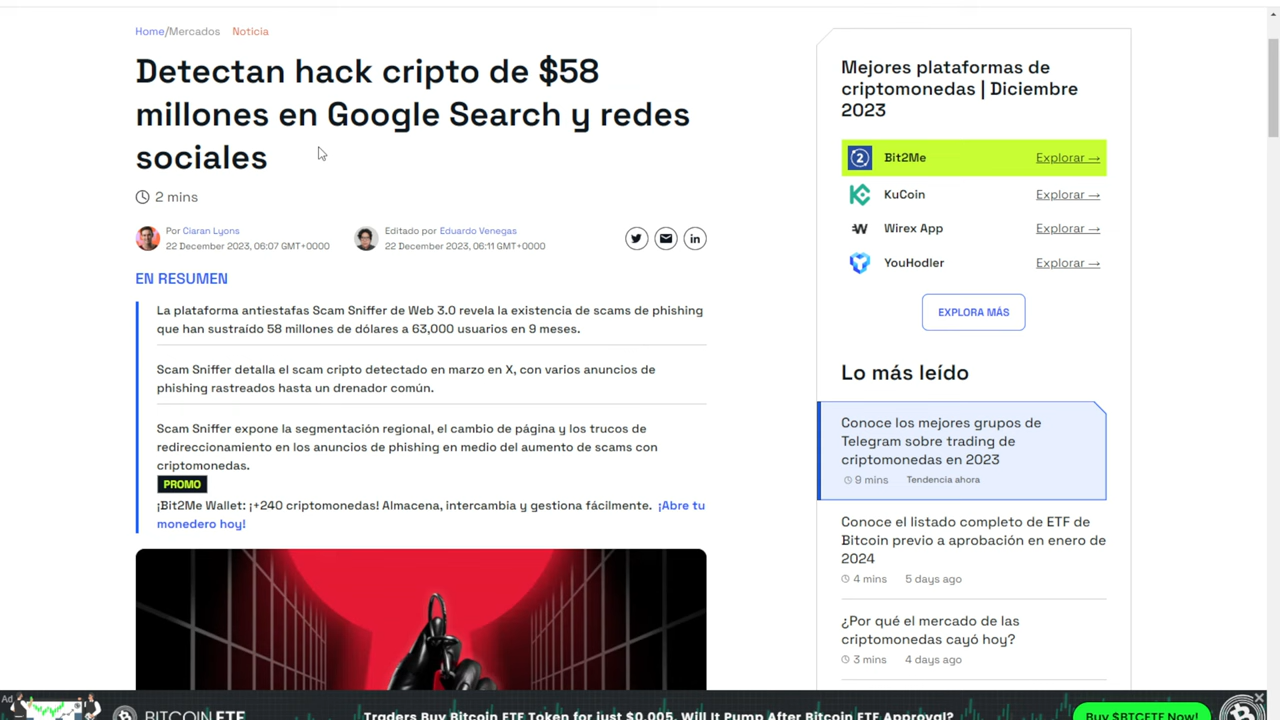 Home/Mercados Noticia
Detectan hack cripto de $58
millones en Google Search y redes
sociales
2 mins
Por Ciaran Lyons
22 December 2023, 06:07 GMT+0000
Editado por Eduardo Venegas
22 December 2023, 06:11 GMT+0000
EN RESUMEN
La plataforma antiestafas Scam Sniffer de Web 3.0 revela la existencia de scams de phishing
que han sustraído 58 millones de dólares a 63,000 usuarios en 9 meses.
Scam Sniffer detalla el scam cripto detectado en marzo en X, con varios anuncios de
phishing rastreados hasta un drenador común.
Scam Sniffer expone la segmentación regional, el cambio de página y los trucos de
redireccionamiento en los anuncios de phishing en medio del aumento de scams con
criptomonedas.
PROMO
¡Bit2Me Wallet: ¡+240 criptomonedas! Almacena, intercambia y gestiona fácilmente. ¡Abre tu
monedero hoy!
Mejores plataformas de
criptomonedas | Diciembre
2023
Bit2Me Explorar →
KuCoin Explorar →
Wirex App Explorar →
YouHodler Explorar →
EXPLORA MÁS
Lo más leído
Conoce los mejores grupos de
Telegram sobre trading de
criptomonedas en 2023
9 mins Tendencia ahora
Conoce el listado completo de ETF de
Bitcoin previo a aprobación en enero de
2024
4 mins 5 days ago
¿Por qué el mercado de las
criptomonedas cayó hoy?
3 mins 4 days ago
Ad
BITCOIN ETF
Traders Buy Bitcoin ETF Token for just $0.005. Will It Pump After Bitcoin ETF Approval?
Buy $BTCETF Now!